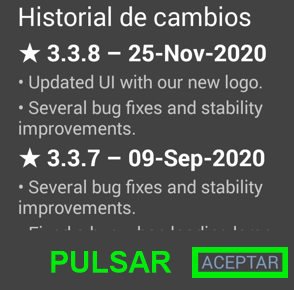 Historial de cambios
★ 3.3.8 – 25-Nov-2020
• Updated UI with our new logo.
• Several bug fixes and stability
improvements.
★ 3.3.7 – 09-Sep-2020
• Several bug fixes and stability
improvements.
PULSAR ACEPTAR